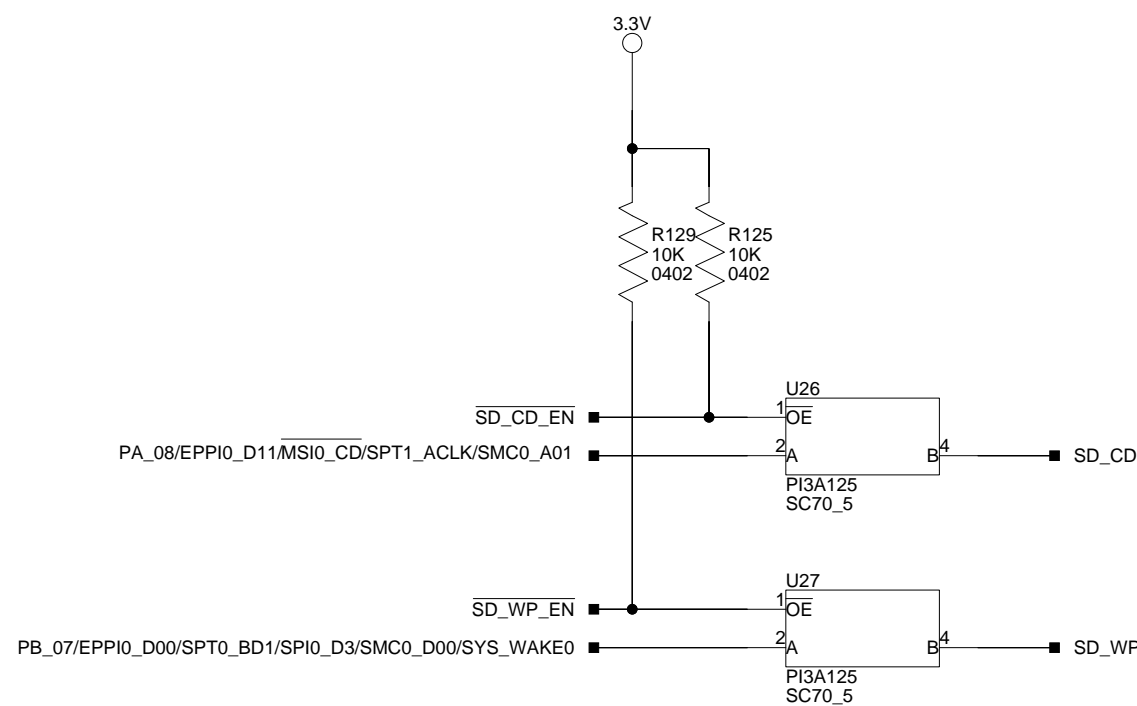 3.3V
R129
10K
0402
R125
10K
0402
U26
SD_CD_EN
1
OE
PA_08/EPPI0_D11/MSI0_CD/SPT1_ACLK/SMC0_A01
2
A
B
4
SD_CD
PI3A125
SC70_5
U27
SD_WP_EN
1
OE
PB_07/EPPI0_D00/SPT0_BD1/SPI0_D3/SMC0_D00/SYS_WAKE0
2
A
B
4
SD_WP
PI3A125
SC70_5